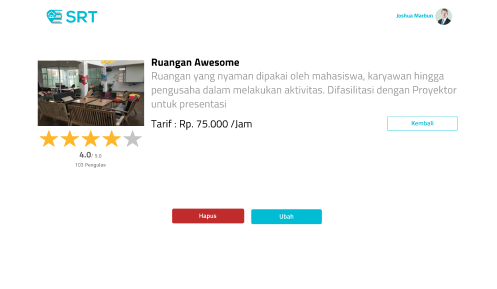 SRT
Joshua Marbun
Ruangan Awesome
Ruangan yang nyaman dipakai oleh mahasiswa, karyawan hingga
pengusaha dalam melakukan aktivitas. Difasilitasi dengan Proyektor
untuk presentasi
Tarif : Rp. 75.000 /Jam
Kembali
4.0/ 5.0
103 Pengulas
Hapus
Ubah